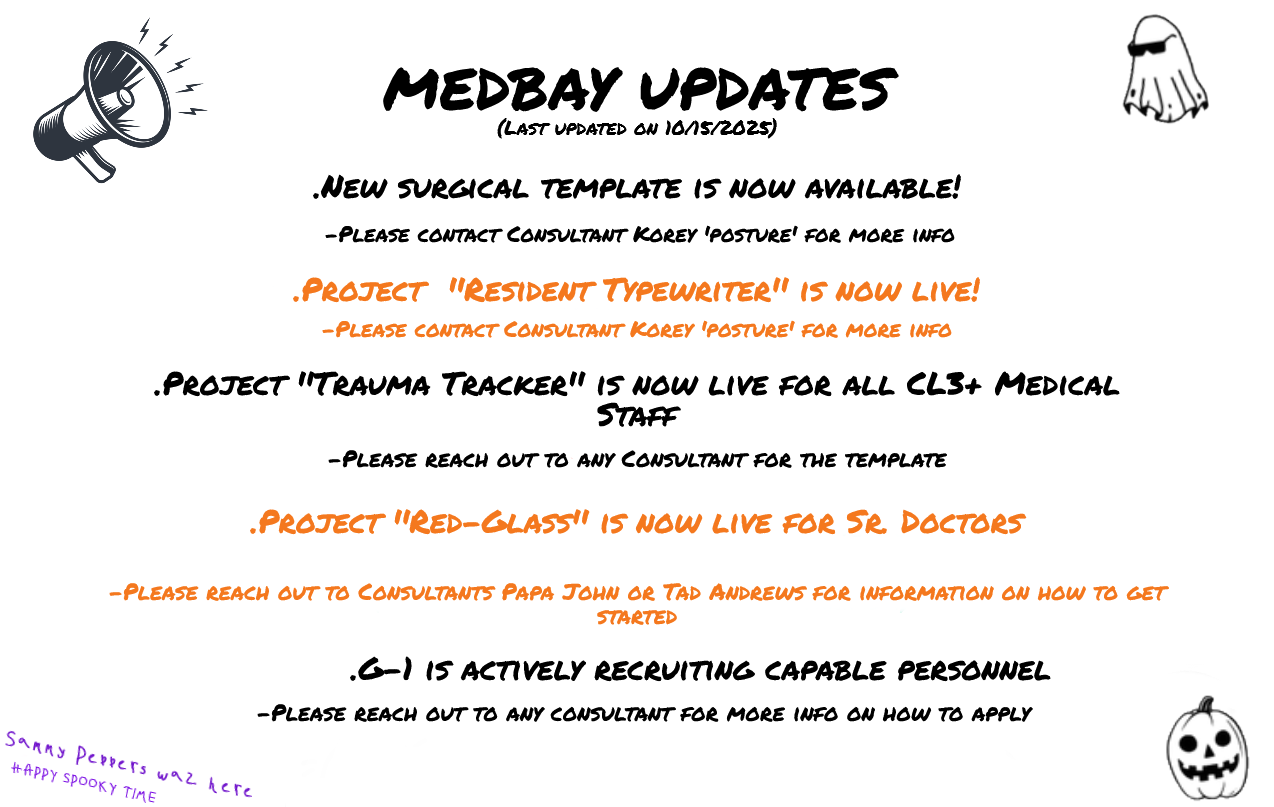 MEDBAY UPDATES
(Last updated on 10/15/2025)
.New surgical template is now available!
-Please contact Consultant Korey 'posture' for more info
.Project "Resident Typewriter" is now live!
-Please contact Consultant Korey 'posture' for more info
.Project "Trauma Tracker" is now live for all CL3+ Medical
Staff
-Please reach out to any Consultant for the template
.Project "Red-Glass" is now live for Sr. Doctors
-Please reach out to Consultants Papa John or Tad Andrews for information on how to get
started
.G-1 is actively recruiting capable personnel
-Please reach out to any consultant for more info on how to apply
Sammy Peppers waz here
HAPPY SPOOKY TIME